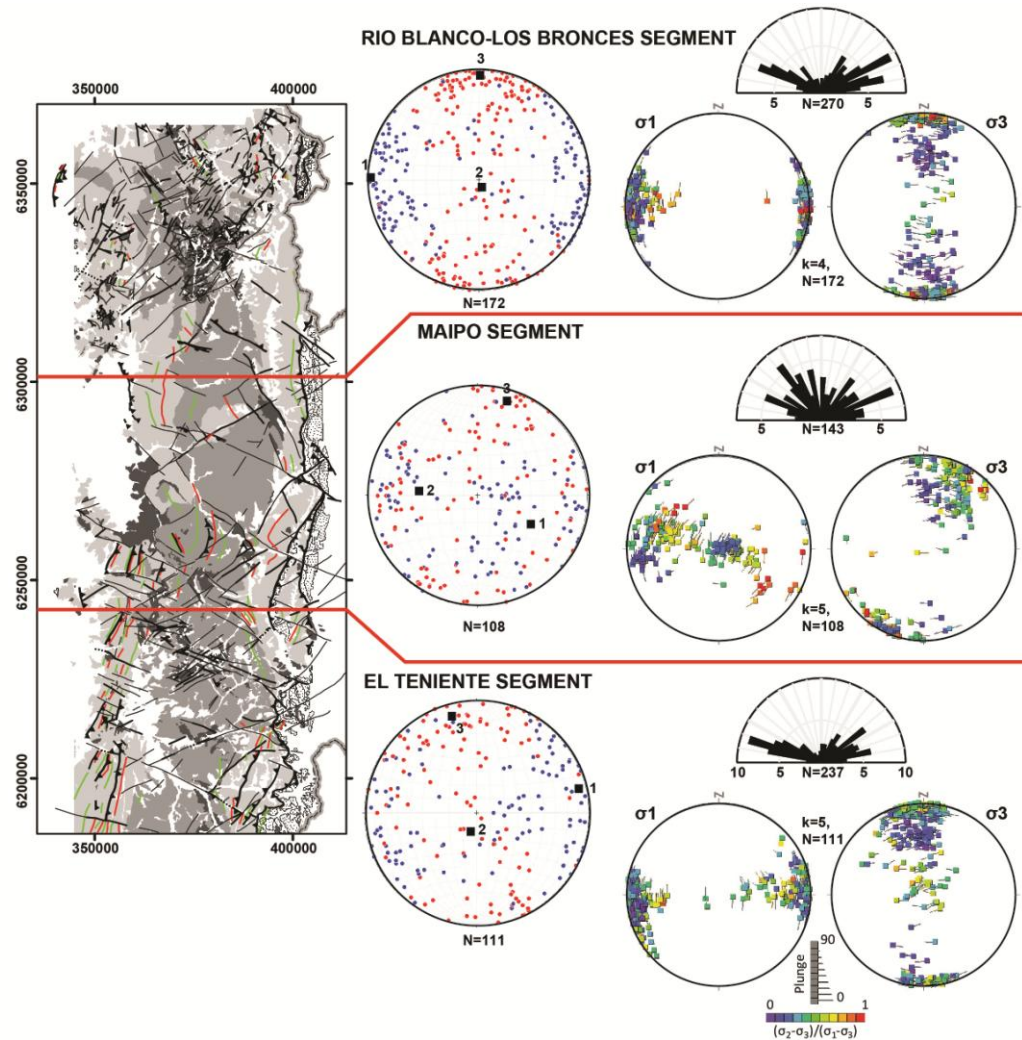 RIO BLANCO-LOS BRONCES SEGMENT
350000
400000
6350000
6300000
6250000
6200000
350000
400000
3
1
2
N=172
5
N=270
5
σ1
N
k=4,
N=172
N
σ3
MAIPO SEGMENT
3
2
1
N=108
5
N=143
5
σ1
N
k=5,
N=108
N
σ3
EL TENIENTE SEGMENT
3
1
2
N=111
10
5
N=237
5
10
σ1
N
k=5,
N=111
N
σ3
Plunge
90
0
0
1
(σ2-σ3)/(σ1-σ3)